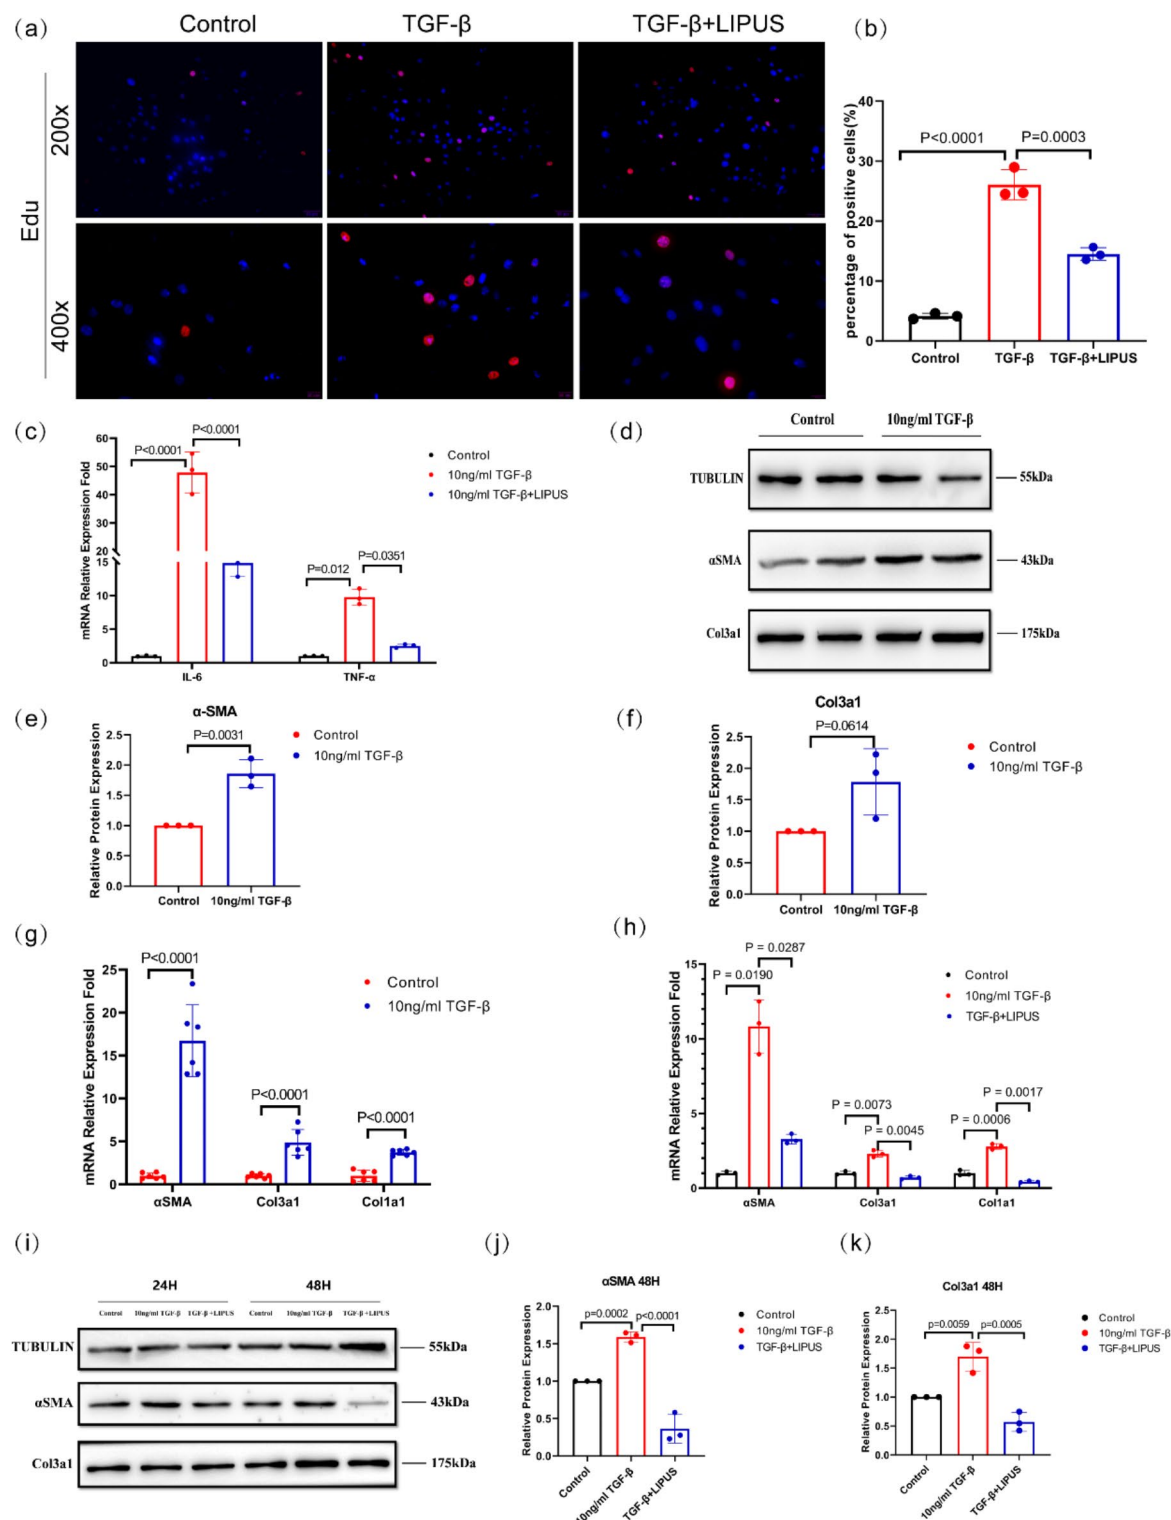 (a)
Control
TGF-β
TGF-β+LIPUS
Edu
200x
400x
(b)
percentage of positive cells(%)
40
30
20
10
0
P<0.0001
P=0.0003
Control
TGF-β
TGF-β+LIPUS
(c)
mRNA Relative Expression Fold
60
50
40
30
20
15
10
5
0
P<0.0001
P<0.0001
P=0.012
P=0.0351
IL-6
TNF-α
Control
10ng/ml TGF-β
10ng/ml TGF-β+LIPUS
(d)
Control
10ng/ml TGF-β
TUBULIN
55kDa
αSMA
43kDa
Col3a1
175kDa
(e)
α-SMA
Relative Protein Expression
2.5
2.0
1.5
1.0
0.5
0.0
P=0.0031
Control
10ng/ml TGF-β
Control
10ng/ml TGF-β
(f)
Col3a1
Relative Protein Expression
2.5
2.0
1.5
1.0
0.5
0.0
P=0.0614
Control
10ng/ml TGF-β
Control
10ng/ml TGF-β
(g)
mRNA Relative Expression Fold
25
20
15
10
5
0
P<0.0001
P<0.0001
P<0.0001
αSMA
Col3a1
Col1a1
Control
10ng/ml TGF-β
(h)
mRNA Relative Expression Fold
15
10
5
0
P = 0.0287
P = 0.0190
P = 0.0073
P = 0.0045
P = 0.0017
P = 0.0006
αSMA
Col3a1
Col1a1
Control
10ng/ml TGF-β
TGF-β+LIPUS
(i)
24H
48H
Control
10ng/ml TGF-β
TGF-β +LIPUS
Control
10ng/ml TGF-β
TGF-β +LIPUS
TUBULIN
55kDa
αSMA
43kDa
Col3a1
175kDa
(j)
αSMA 48H
Relative Protein Expression
2.0
1.5
1.0
0.5
0.0
p=0.0002
p<0.0001
Control
10ng/ml TGF-β
TGF-β+LIPUS
Control
10ng/ml TGF-β
TGF-β+LIPUS
(k)
Col3a1 48H
Relative Protein Expression
2.5
2.0
1.5
1.0
0.5
0.0
p=0.0059
p=0.0005
Control
10ng/ml TGF-β
TGF-β+LIPUS
Control
10ng/ml TGF-β
TGF-β+LIPUS